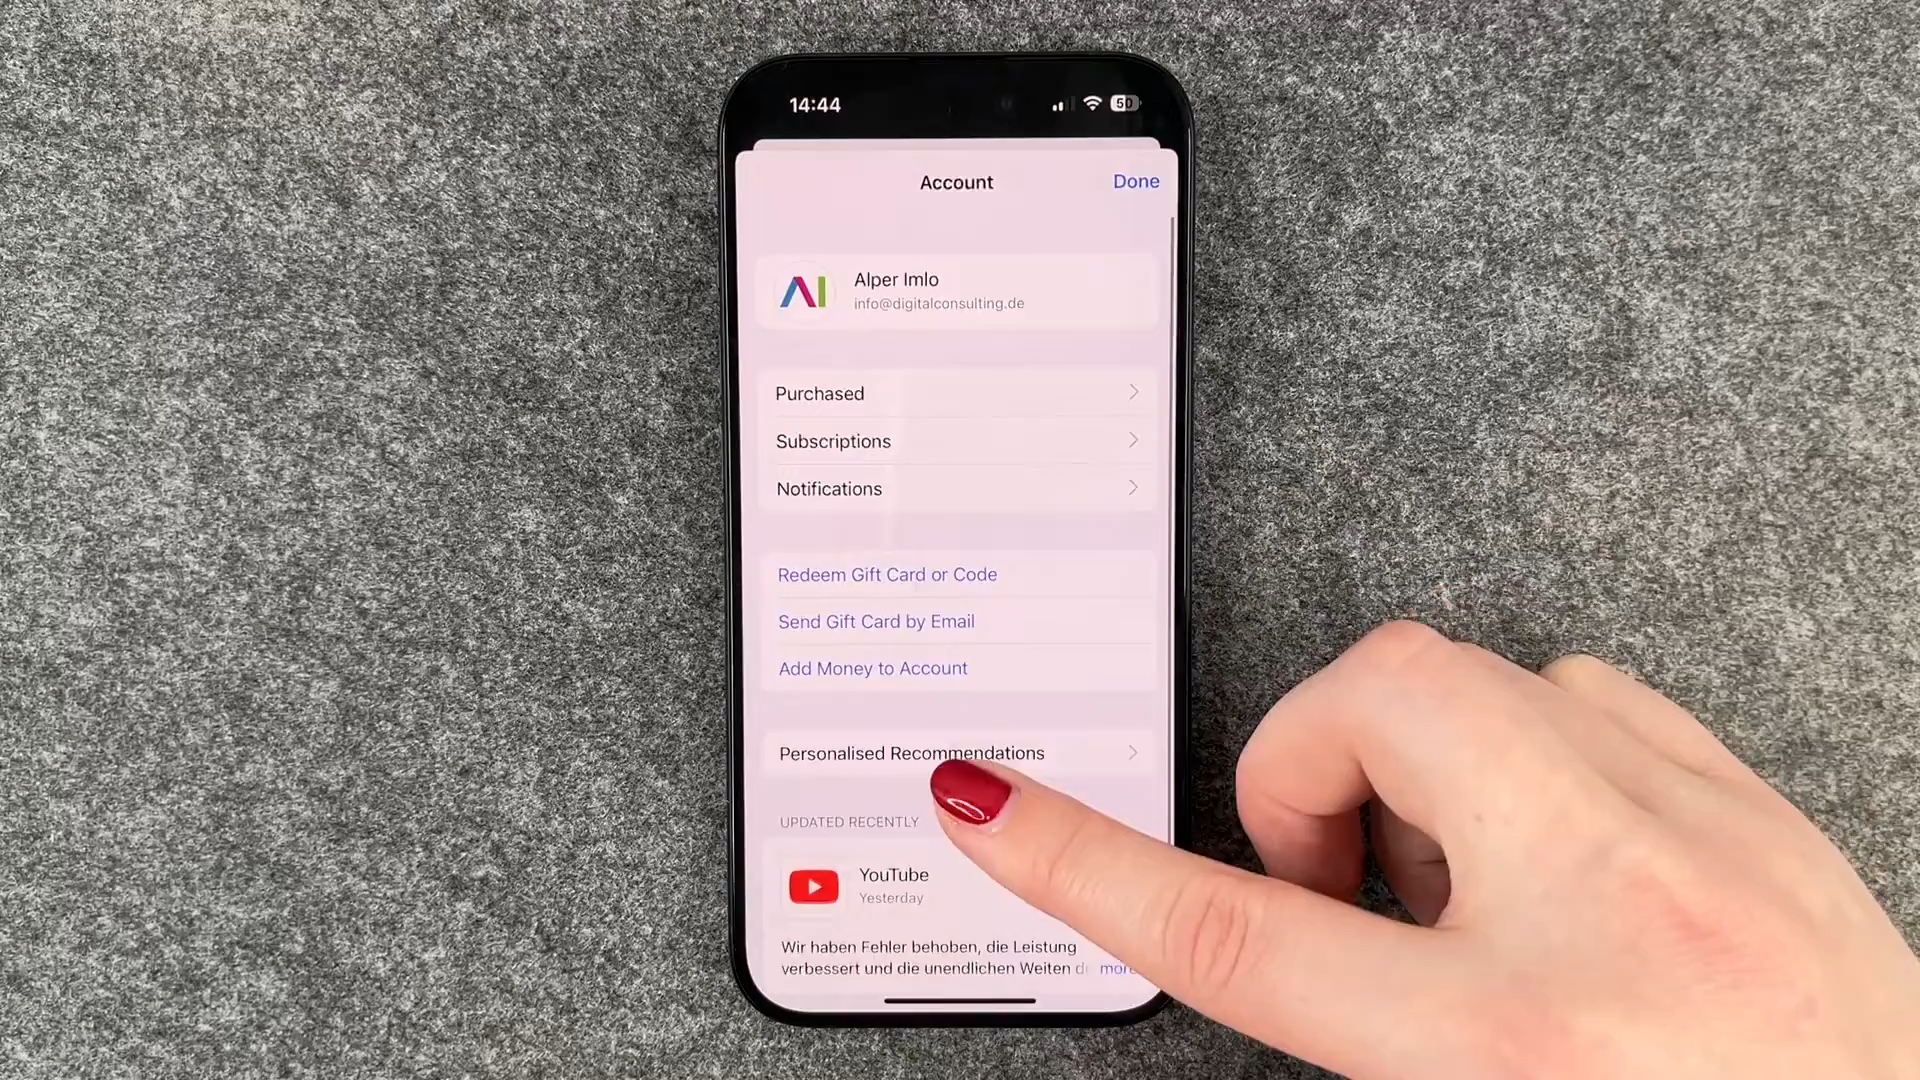 14:44
50
Account
Done
Alper Imlo
info@digitalconsulting.de
Purchased
Subscriptions
Notifications
Redeem Gift Card or Code
Send Gift Card by Email
Add Money to Account
Personalised Recommendations
UPDATED RECENTLY
YouTube
Yesterday
Wir haben Fehler behoben, die Leistung
verbessert und die unendlichen Weiten more